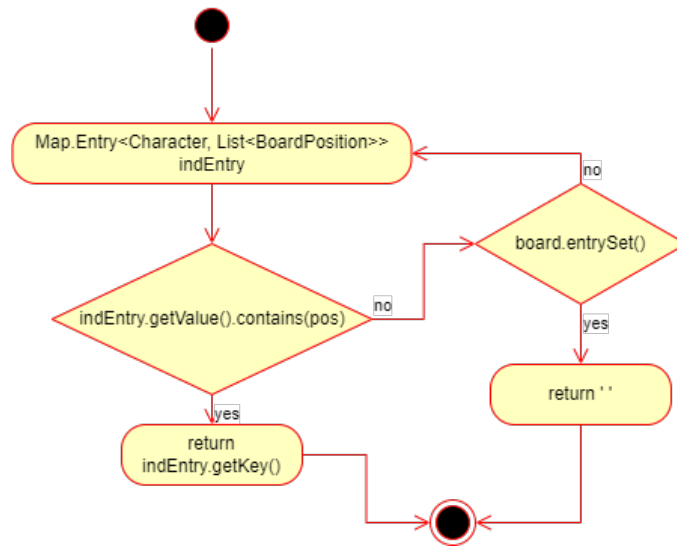 Map.Entry<Character, List<BoardPosition>>
indEntry
no
board.entrySet()
indEntry.getValue().contains(pos)
no
yes
return ' '
yes
return
indEntry.getKey()